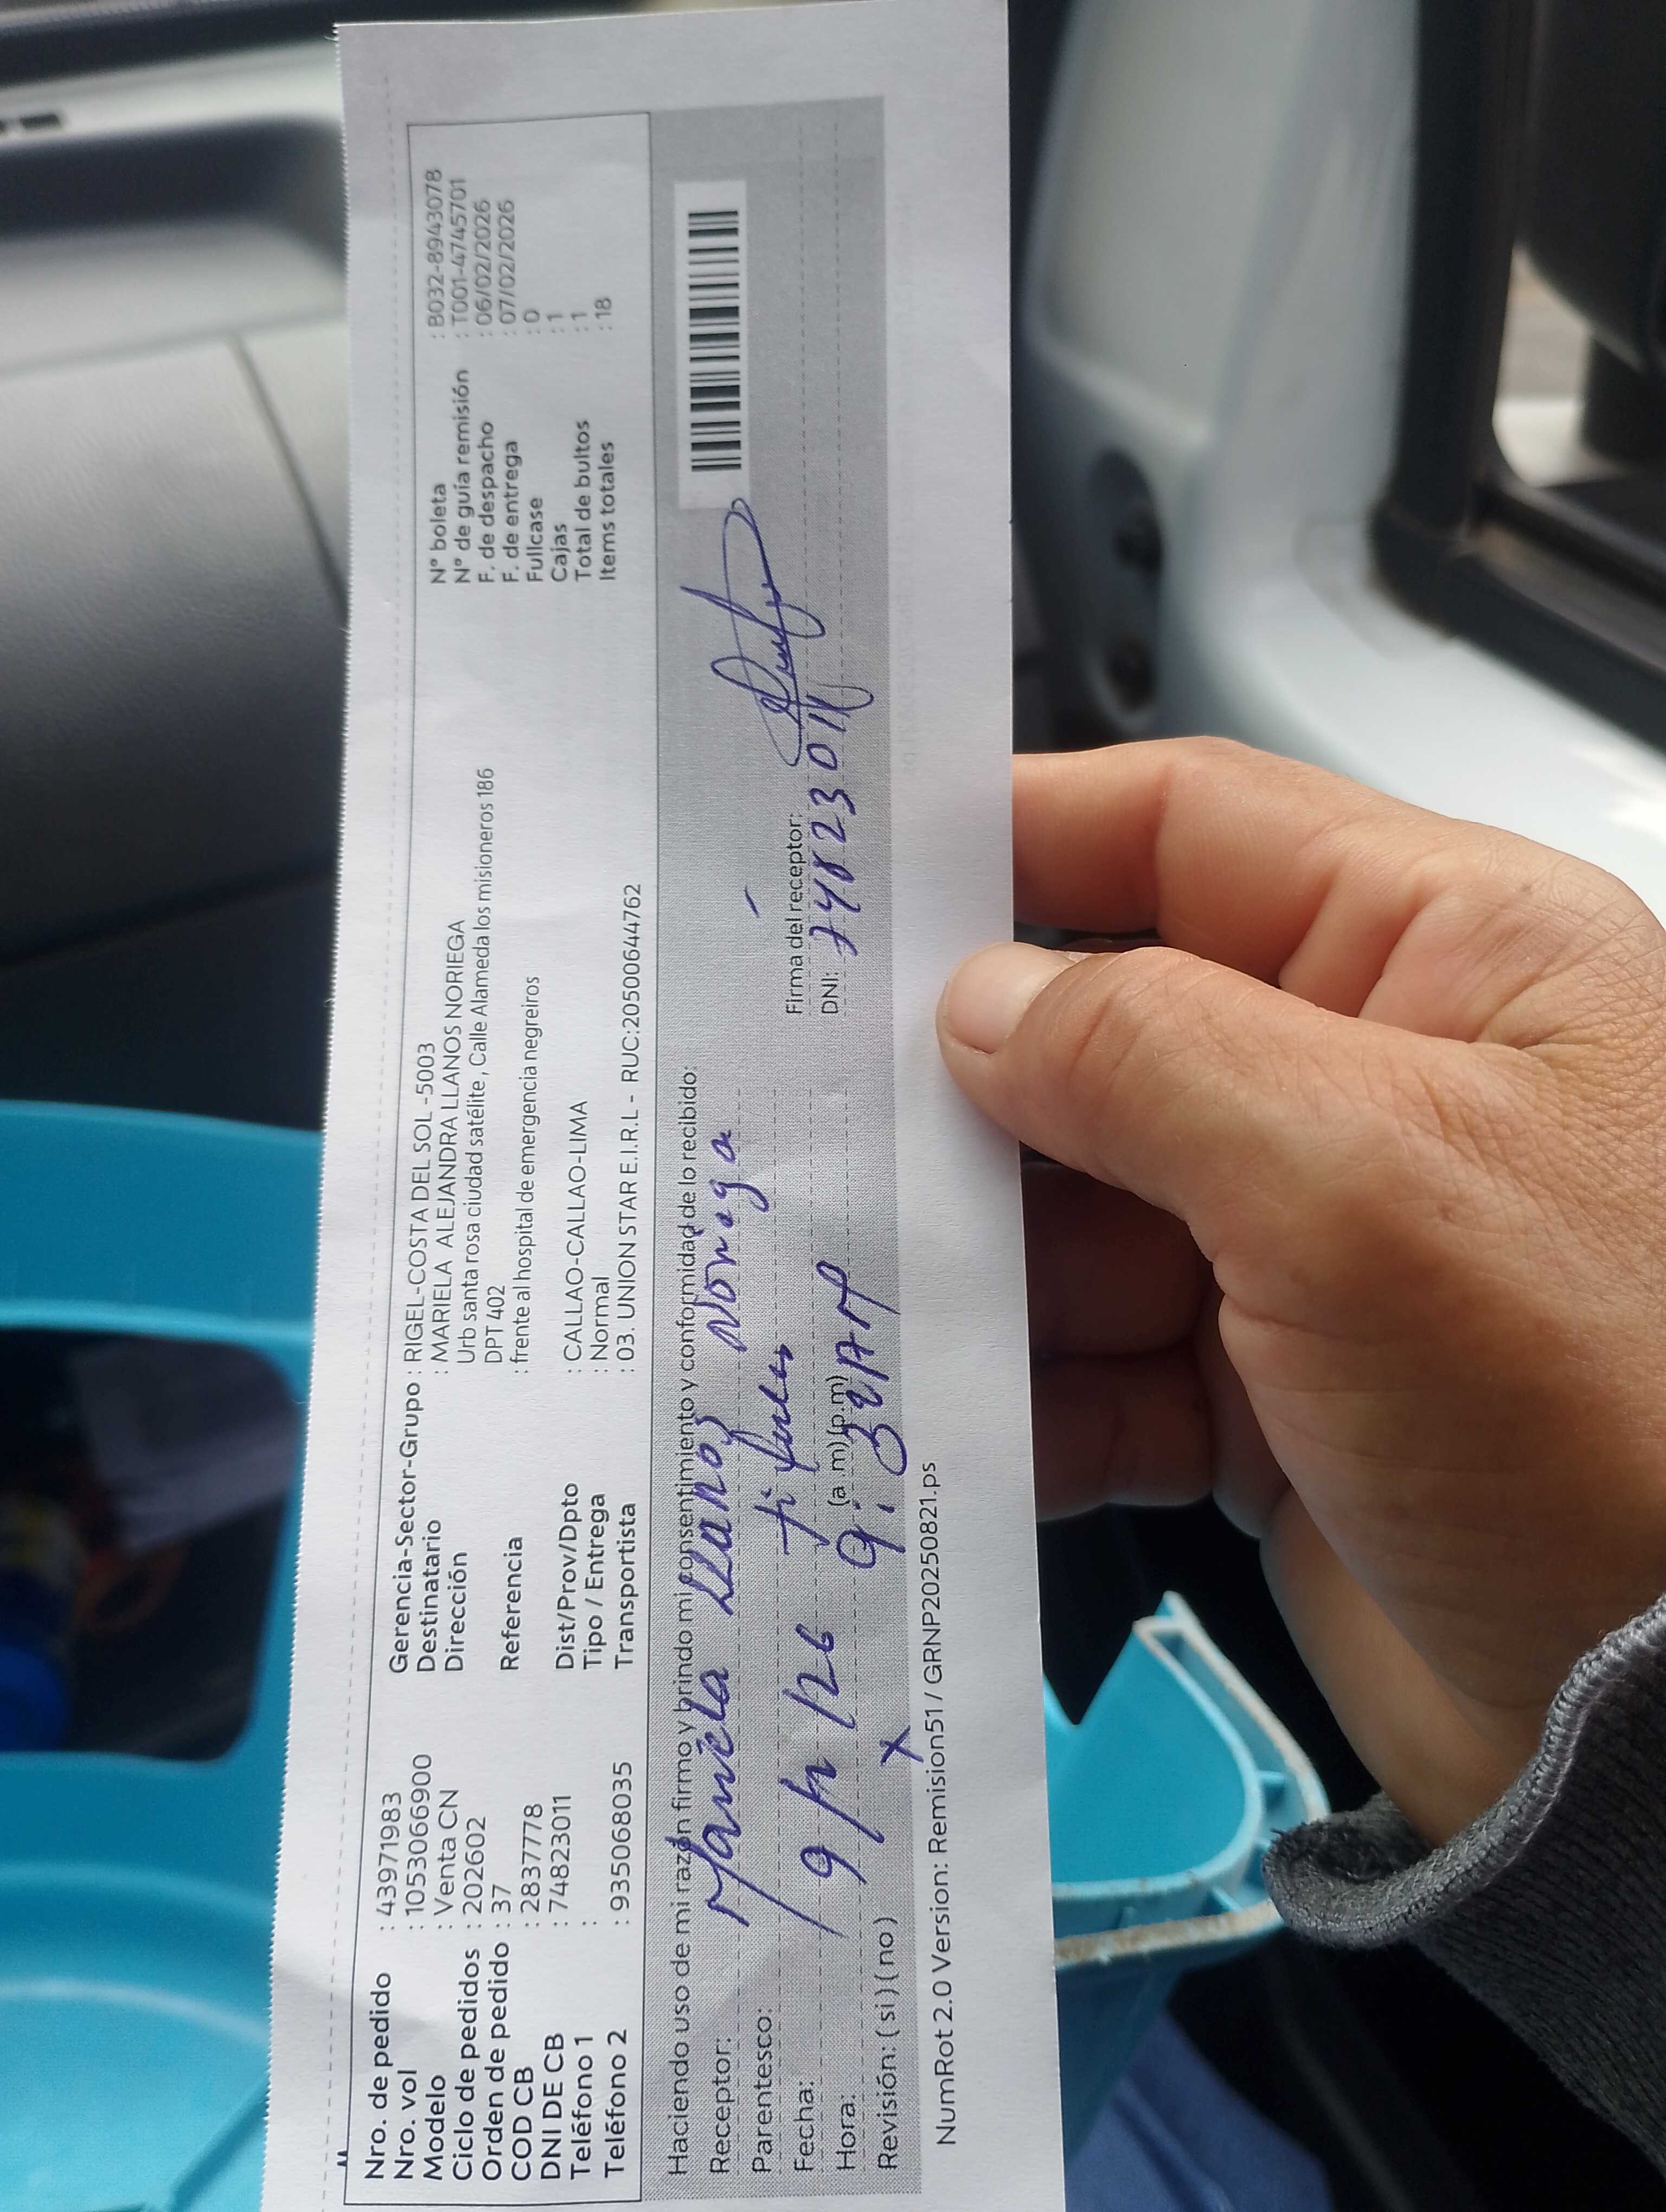 Nro. de pedido : 43971983
Nro. vol : 1053066900
Modelo : Venta CN
Ciclo de pedidos : 202602
Orden de pedido : 37
COD CB : 2837778
DNI DE CB : 74823011
Teléfono 1 :
Teléfono 2 : 935068035
Gerencia-Sector-Grupo : RIGEL-COSTA DEL SOL -5003
Destinatario : MARIELA ALEJANDRA LLANOS NORIEGA
Dirección Urb santa rosa ciudad satélite , Calle Alameda los misioneros 186
DPT 402
Referencia : frente al hospital de emergencia negreiros
Dist/Prov/Dpto : CALLAO-CALLAO-LIMA
Tipo / Entrega : Normal
Transportista : 03. UNION STAR E.I.R.L - RUC:20500644762
N° boleta : B032-8943078
N° de guía remisión : T001-4745701
F. de despacho : 06/02/2026
F. de entrega : 07/02/2026
Fullcase : 0
Cajas : 1
Total de bultos : 1
Items totales : 18
Haciendo uso de mi razón firmo y brindo mi consentimiento y conformidad de lo recibido:
Receptor: Mariela Llanos
Parentesco: titular
Fecha:
Hora: (a.m) (p.m) 9:32 AM
Revisión: ( si ) ( no ) X
Firma del receptor:
DNI: 74823011
NumRot 2.0 Version: Remision51 / GRNP20250821.ps